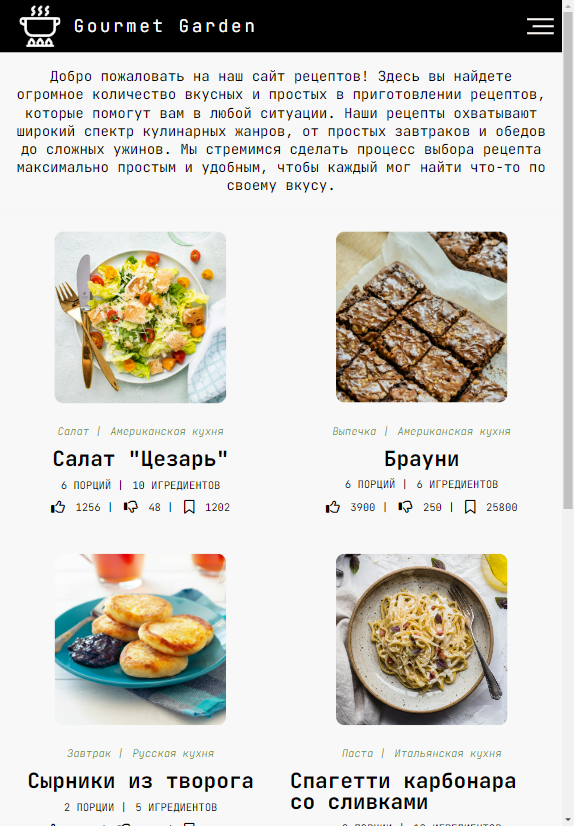 Gourmet Garden
Добро пожаловать на наш сайт рецептов! Здесь вы найдете
огромное количество вкусных и простых в приготовлении рецептов,
которые помогут вам в любой ситуации. Наши рецепты охватывают
широкий спектр кулинарных жанров, от простых завтраков и обедов
до сложных ужинов. Мы стремимся сделать процесс выбора рецепта
максимально простым и удобным, чтобы каждый мог найти что-то по
своему вкусу.
Салат | Американская кухня
Салат "Цезарь"
6 ПОРЦИЙ | 10 ИГРЕДИЕНТОВ
1256 | 48 | 1202
Выпечка | Американская кухня
Брауни
6 ПОРЦИЙ | 6 ИГРЕДИЕНТОВ
3900 | 250 | 25800
Завтрак | Русская кухня
Сырники из творога
2 ПОРЦИИ | 5 ИГРЕДИЕНТОВ
Паста | Итальянская кухня
Спагетти карбонара
со сливками